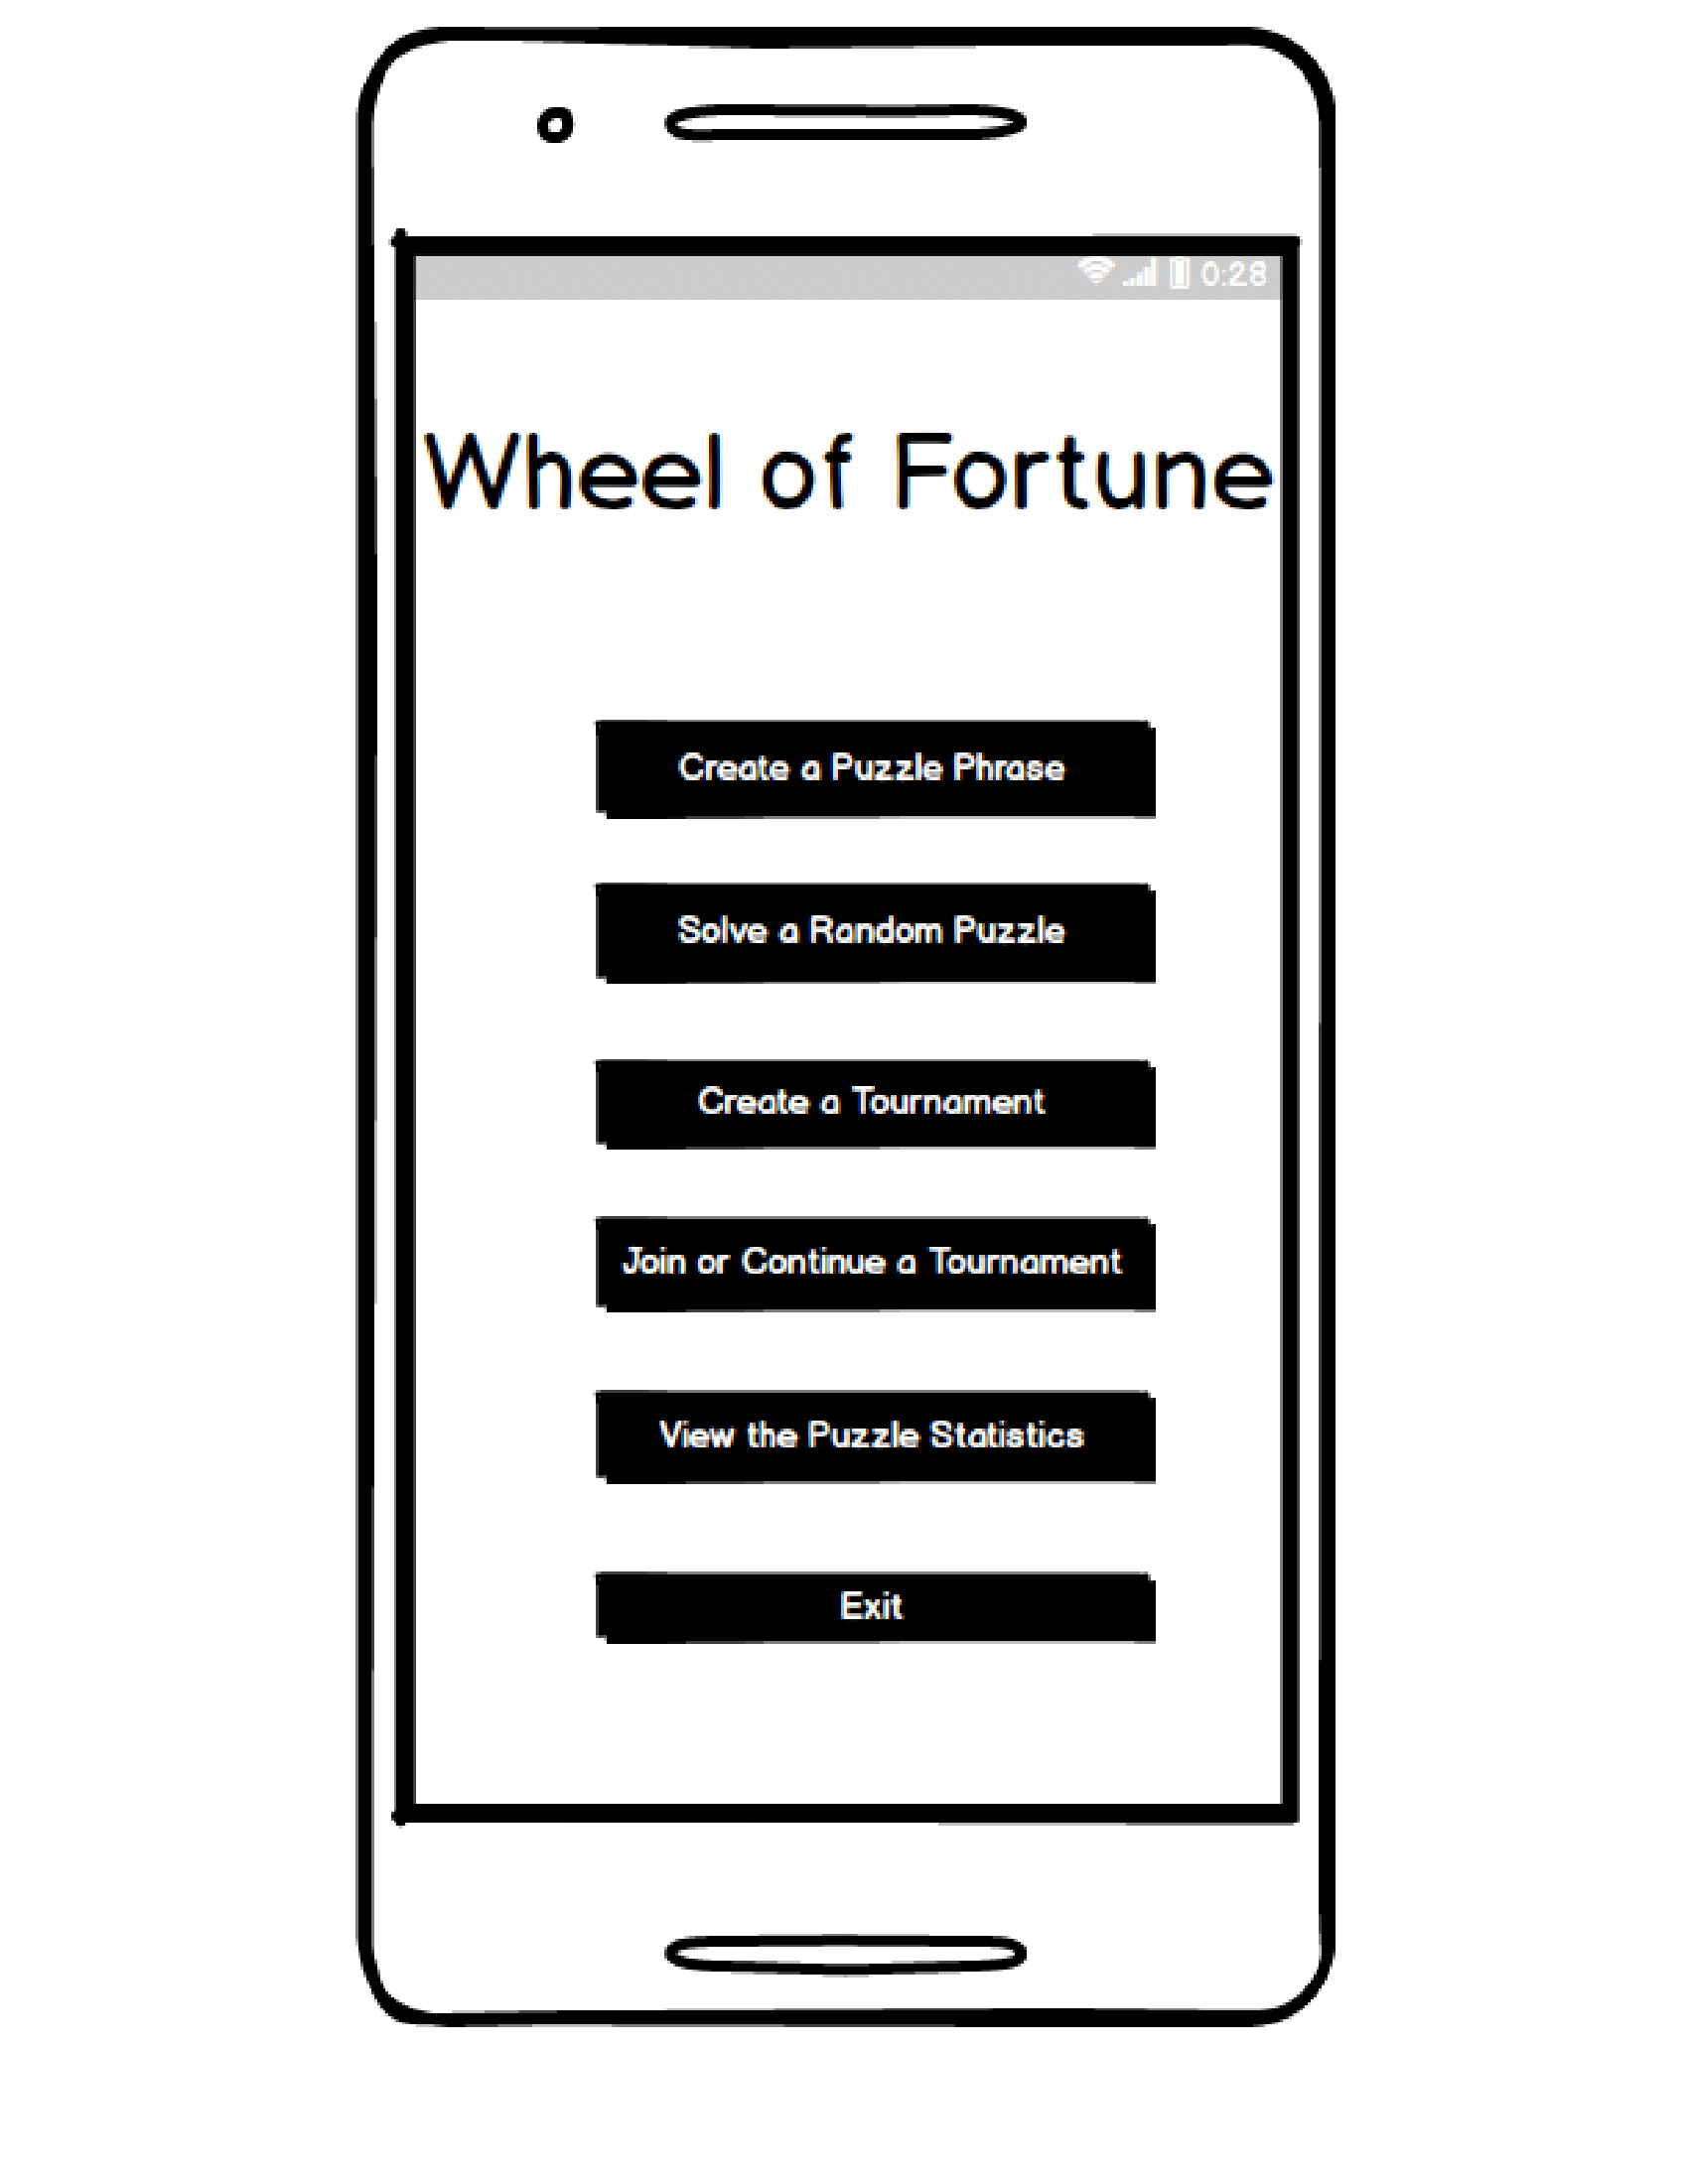 0:28
Wheel of Fortune
Create a Puzzle Phrase
Solve a Random Puzzle
Create a Tournament
Join or Continue a Tournament
View the Puzzle Statistics
Exit